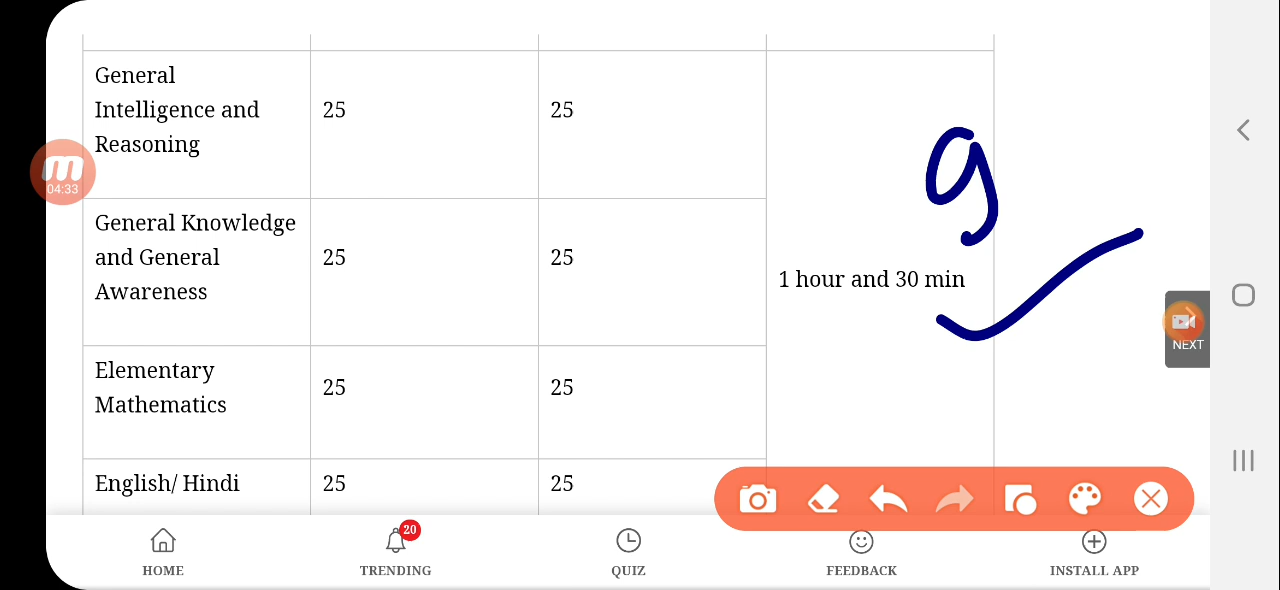 General
Intelligence and
Reasoning
25
25
04:33
General Knowledge
and General
Awareness
25
25
1 hour and 30 min
9
NEXT
Elementary
Mathematics
25
25
English/ Hindi
25
25
20
HOME
TRENDING
QUIZ
FEEDBACK
INSTALL APP